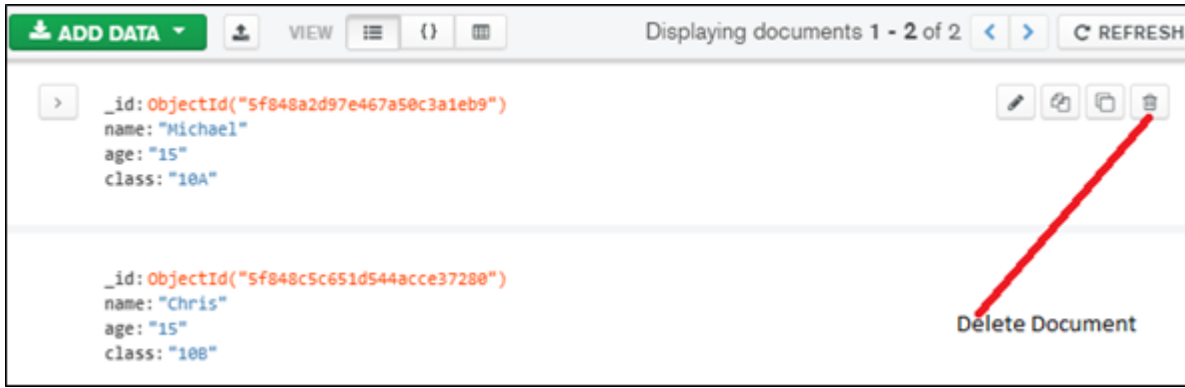 ADD DATA VIEW {} Displaying documents 1 - 2 of 2 < > REFRESH
> _id: ObjectId("5f848a2d97e467a50c3a1eb9")
name: "Michael"
age: "15"
class: "10A"
_id: ObjectId("5f848c5c651d544acce37280")
name: "Chris"
age: "15"
class: "10B"
Delete Document